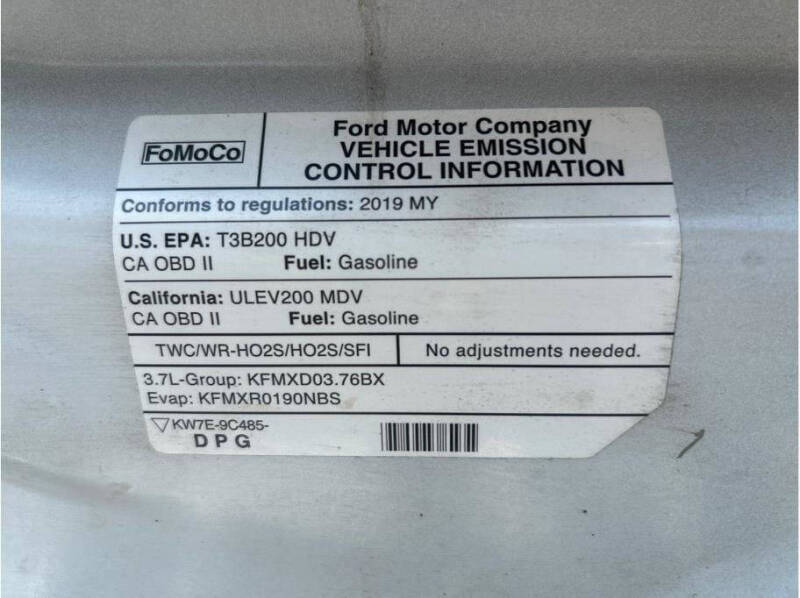 FoMoCo
Ford Motor Company
VEHICLE EMISSION
CONTROL INFORMATION
Conforms to regulations: 2019 MY
U.S. EPA: T3B200 HDV
CA OBD II Fuel: Gasoline
California: ULEV200 MDV
CA OBD II Fuel: Gasoline
TWC/WR-HO2S/HO2S/SFI No adjustments needed.
3.7L-Group: KFMXD03.76BX
Evap: KFMXR0190NBS
KW7E-9C485-
DPG